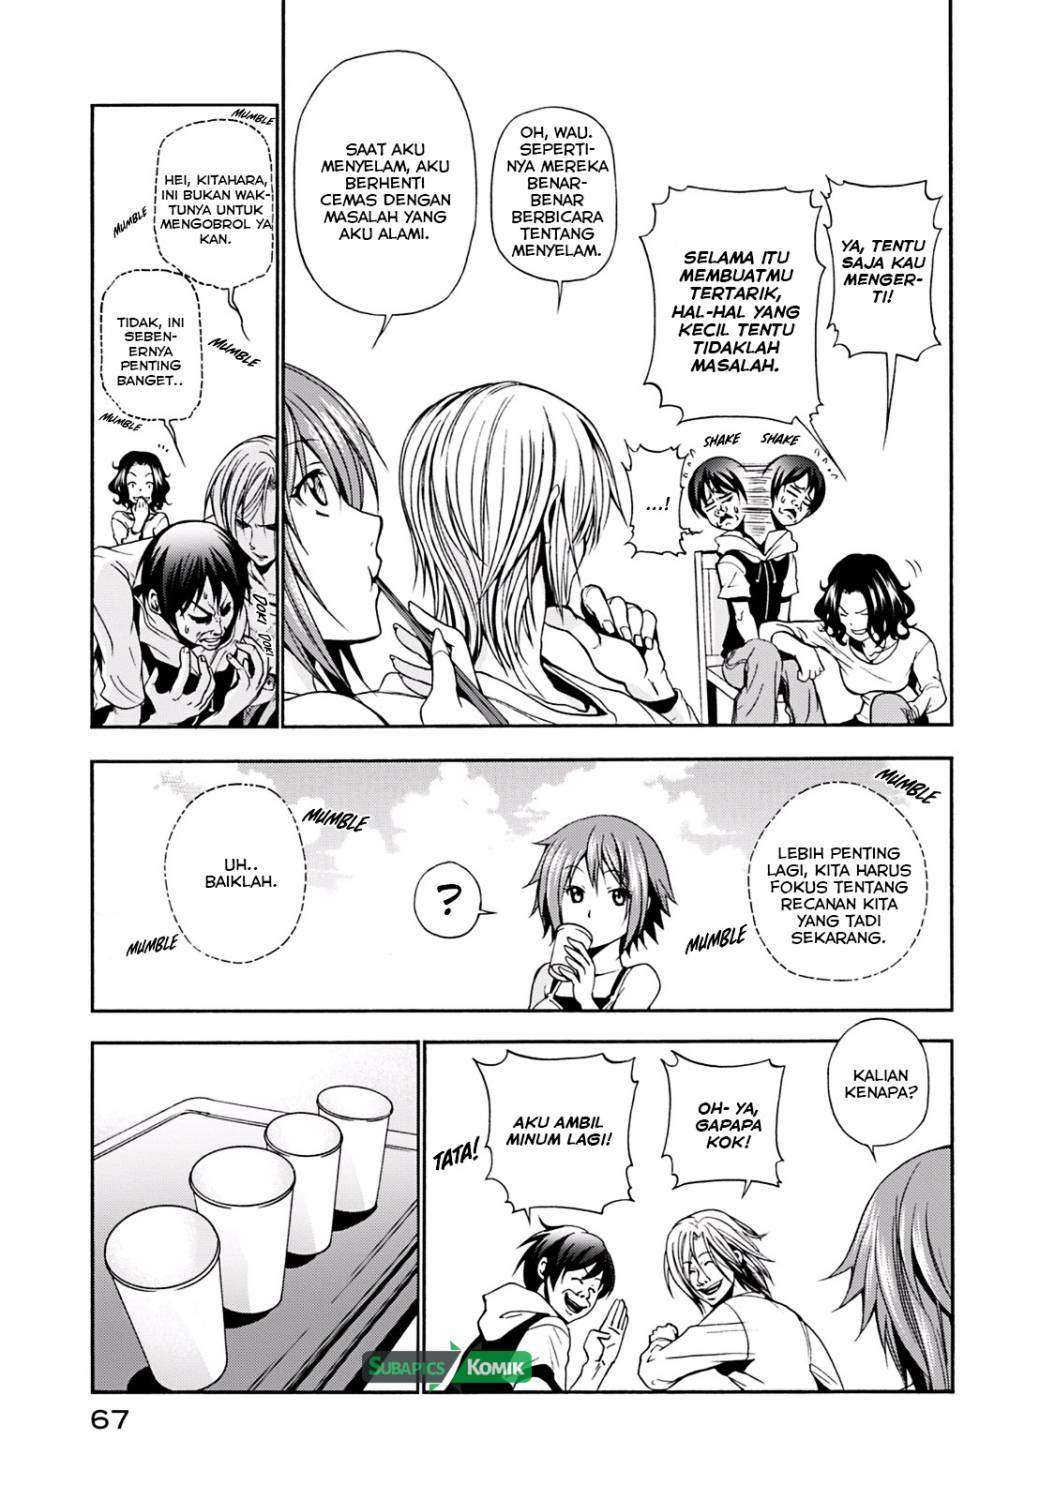 YA, TENTU
SAJA KAU
MENGER-
TI!
SELAMA ITU
MEMBUATMU
TERTARIK,
HAL-HAL YANG
KECIL TENTU
TIDAKLAH
MASALAH.
SHAKE
SHAKE
...!
OH, WAU.
SEPERTI-
NYA MEREKA
BENAR-
BENAR
BERBICARA
TENTANG
MENYELAM.
SAAT AKU
MENYELAM, AKU
BERHENTI
CEMAS DENGAN
MASALAH YANG
AKU ALAMI.
MUMBLE
HEI, KITAHARA,
INI BUKAN WAK-
TUNYA UNTUK
MENGOBROL YA
KAN.
MUMBLE
TIDAK, INI
SEBEN-
ERNYA
PENTING
BANGET..
MUMBLE
MUMBLE
DOKI
DOKI
MUMBLE
LEBIH PENTING
LAGI, KITA HARUS
FOKUS TENTANG
RECANAN KITA
YANG TADI
SEKARANG.
MUMBLE
?
MUMBLE
UH..
BAIKLAH.
MUMBLE
KALIAN
KENAPA?
OH- YA,
GAPAPA
KOK!
AKU AMBIL
MINUM LAGI!
TATA!
SUBAPICS KOMIK
67